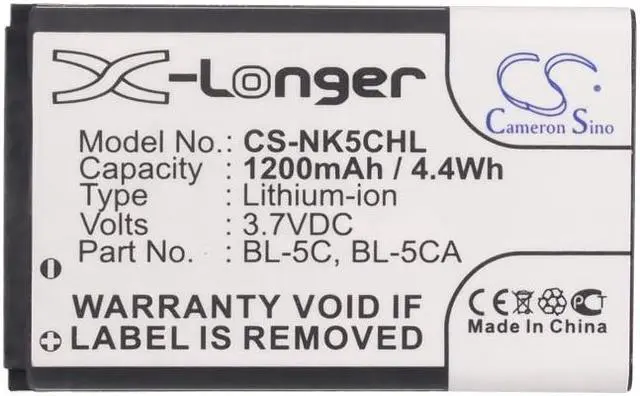 X-Longer
CS
Cameron Sino
Model No.: CS-NK5CHL
Capacity : 1200mAh / 4.4Wh
Type : Lithium-ion
Volts : 3.7VDC
Part No. : BL-5C, BL-5CA
WARRANTY VOID IF
LABEL IS REMOVED
CE PCT
Made In China